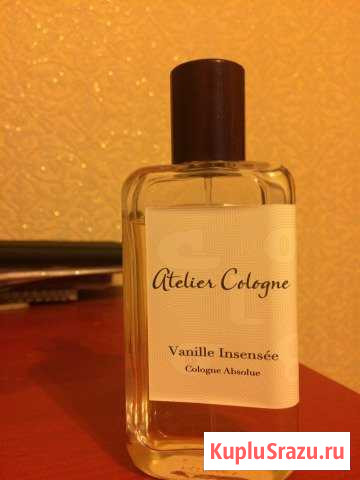 Atelier Cologne
Vanille Insensée
Cologne Absolue
KupluSrazu.ru